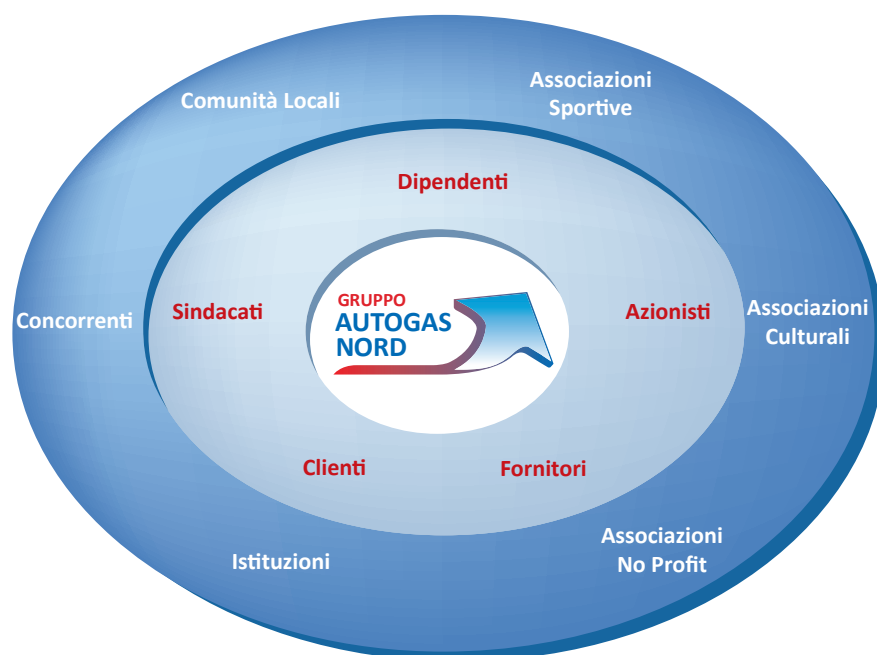 Comunità Locali
Associazioni
Sportive
Dipendenti
Concorrenti
Sindacati
GRUPPO
AUTOGAS
NORD
Azionisti
Associazioni
Culturali
Clienti
Fornitori
Istituzioni
Associazioni
No Profit